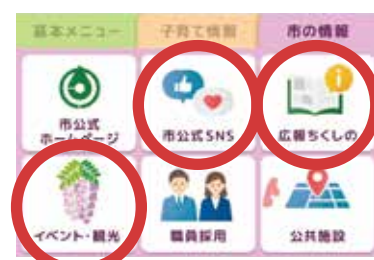 基本メニュー
子育て情報
市の情報
市公式
ホームページ
市公式SNS
広報ちくしの
イベント・観光
職員採用
公共施設